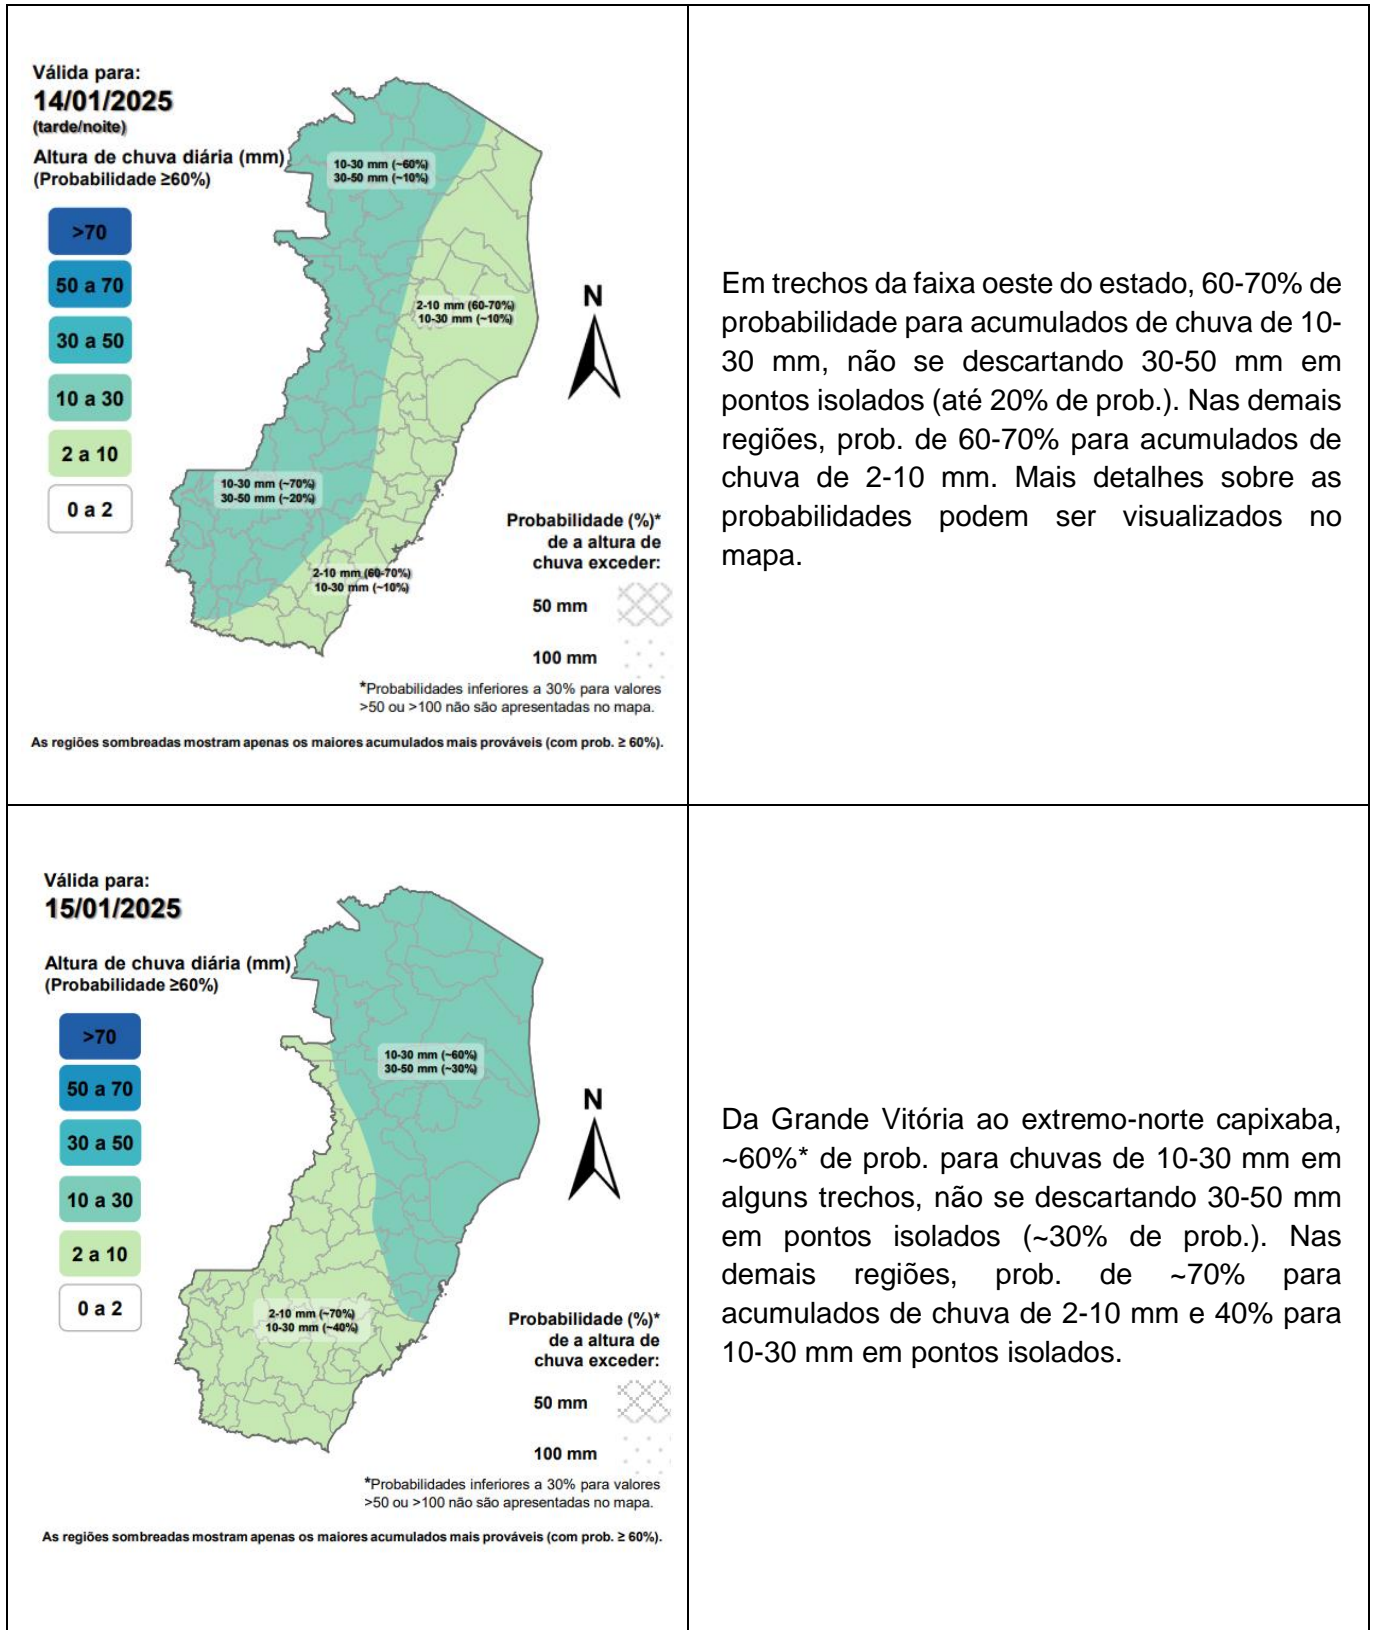 Válida para:
14/01/2025
(tarde/noite)
Altura de chuva diária (mm)
(Probabilidade ≥60%)
>70
50 a 70
30 a 50
10 a 30
2 a 10
0 a 2
10-30 mm (~60%)
30-50 mm (~10%)
2-10 mm (60-70%)
10-30 mm (~10%)
10-30 mm (~70%)
30-50 mm (~20%)
2-10 mm (60-70%)
10-30 mm (~10%)
N
Probabilidade (%)*
de a altura de
chuva exceder:
50 mm
100 mm
*Probabilidades inferiores a 30% para valores
>50 ou >100 não são apresentadas no mapa.
As regiões sombreadas mostram apenas os maiores acumulados mais prováveis (com prob. ≥ 60%).
Em trechos da faixa oeste do estado, 60-70% de
probabilidade para acumulados de chuva de 10-
30 mm, não se descartando 30-50 mm em
pontos isolados (até 20% de prob.). Nas demais
regiões, prob. de 60-70% para acumulados de
chuva de 2-10 mm. Mais detalhes sobre as
probabilidades podem ser visualizados no
mapa.
Válida para:
15/01/2025
Altura de chuva diária (mm)
(Probabilidade ≥60%)
>70
50 a 70
30 a 50
10 a 30
2 a 10
0 a 2
10-30 mm (~60%)
30-50 mm (~30%)
2-10 mm (~70%)
10-30 mm (~40%)
N
Probabilidade (%)*
de a altura de
chuva exceder:
50 mm
100 mm
*Probabilidades inferiores a 30% para valores
>50 ou >100 não são apresentadas no mapa.
As regiões sombreadas mostram apenas os maiores acumulados mais prováveis (com prob. ≥ 60%).
Da Grande Vitória ao extremo-norte capixaba,
~60%* de prob. para chuvas de 10-30 mm em
alguns trechos, não se descartando 30-50 mm
em pontos isolados (~30% de prob.). Nas
demais regiões, prob. de ~70% para
acumulados de chuva de 2-10 mm e 40% para
10-30 mm em pontos isolados.